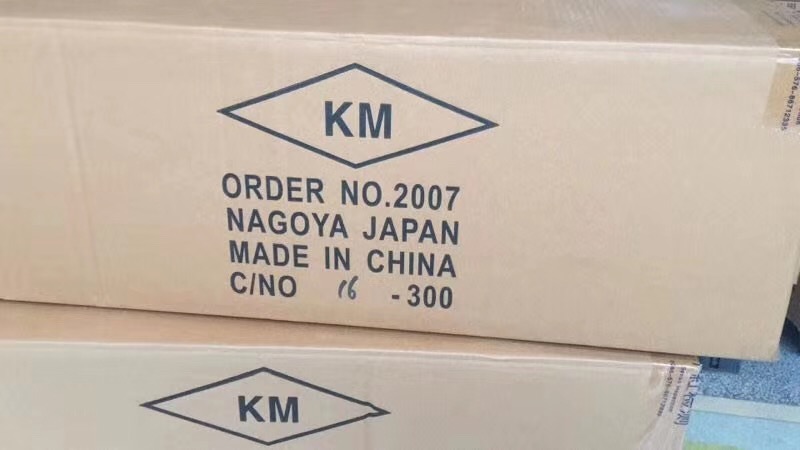 KM
ORDER NO.2007
NAGOYA JAPAN
MADE IN CHINA
C/NO 16 -300
KM